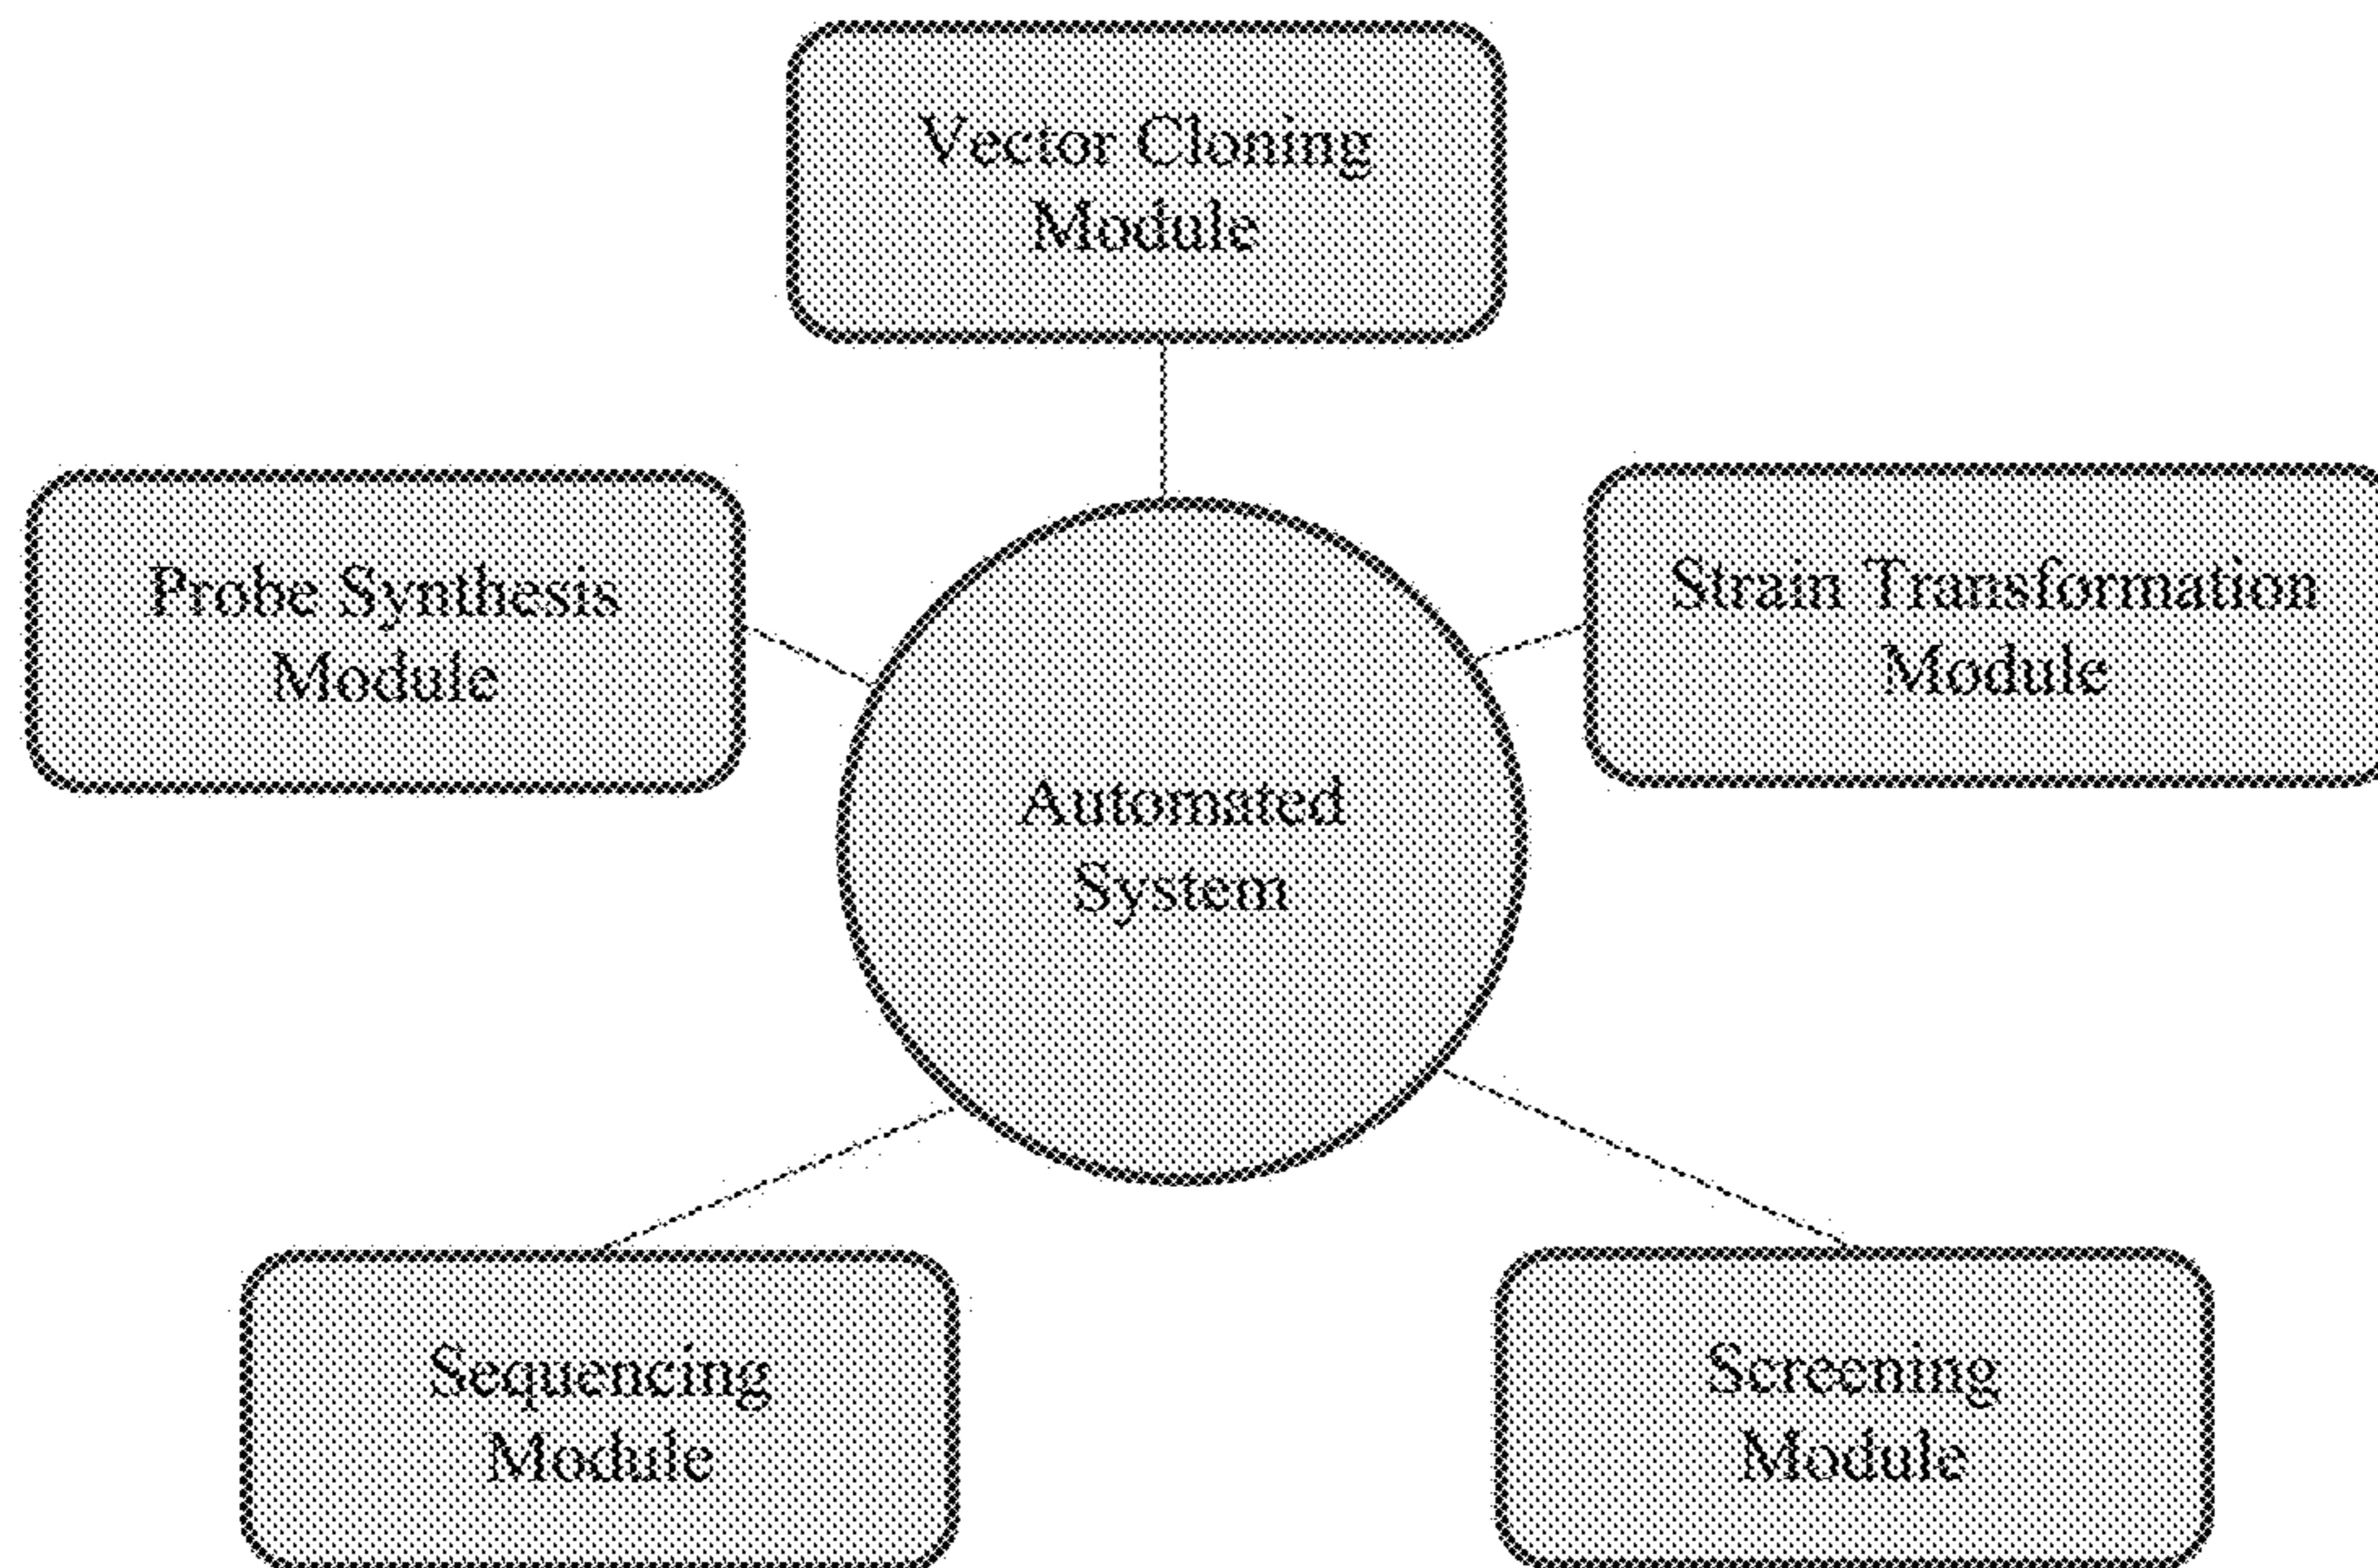 Vector Cloning
Module
Probe Synthesis
Module
Strain Transformation
Module
Automated
System
Sequencing
Module
Screening
Module